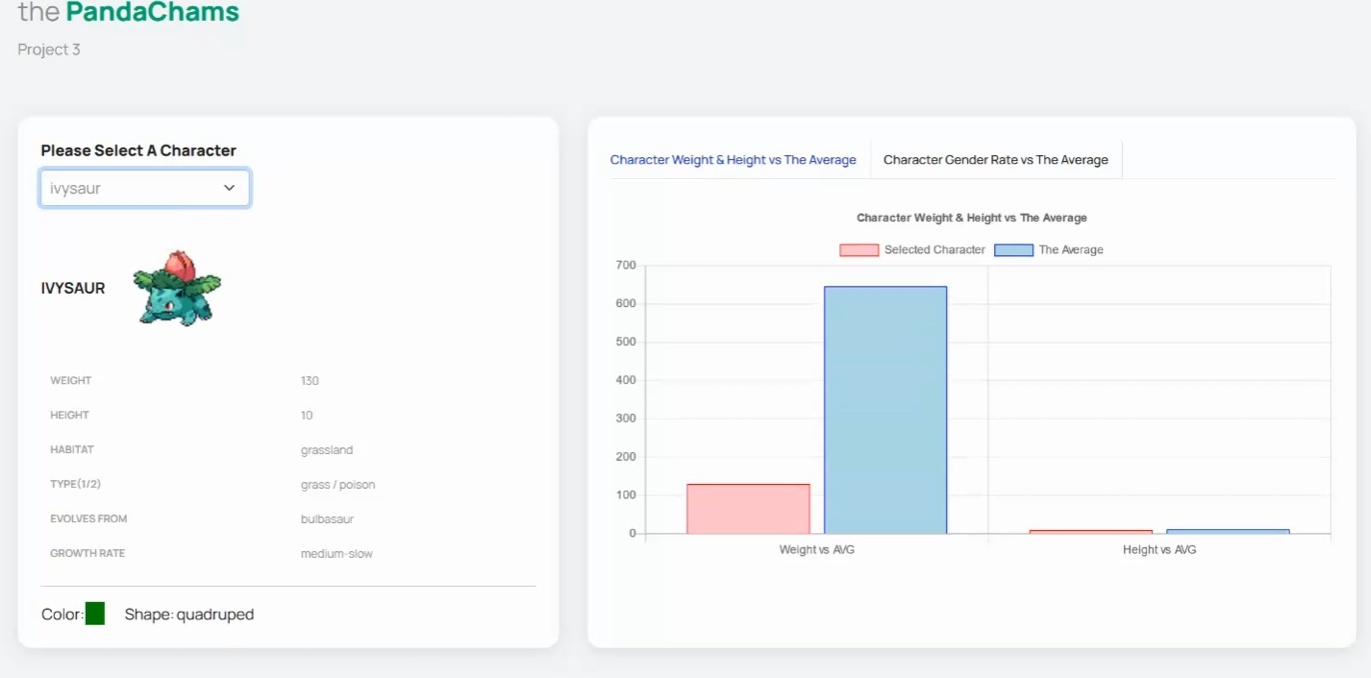 the PandaChams
Project 3
Please Select A Character
ivysaur
IVYSAUR
WEIGHT 130
HEIGHT 10
HABITAT grassland
TYPE(1/2) grass / poison
EVOLVES FROM bulbasaur
GROWTH RATE medium-slow
Color: Shape: quadruped
Character Weight & Height vs The Average Character Gender Rate vs The Average
Character Weight & Height vs The Average
Selected Character The Average
700
600
500
400
300
200
100
0
Weight vs AVG Height vs AVG